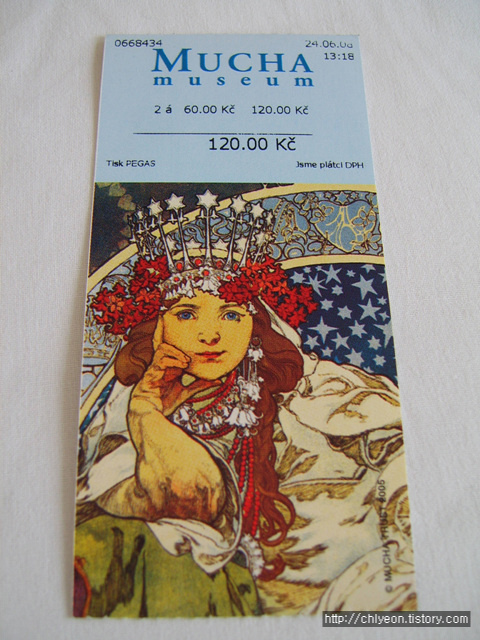 0668434
24.06.08
MUCHA
13:18
museum
2 á 60.00 Kč 120.00 Kč
120.00 Kč
Tisk PEGAS
Jsme plátci DPH
© MUCHA TRUST 2005
http://chlyeon.tistory.com